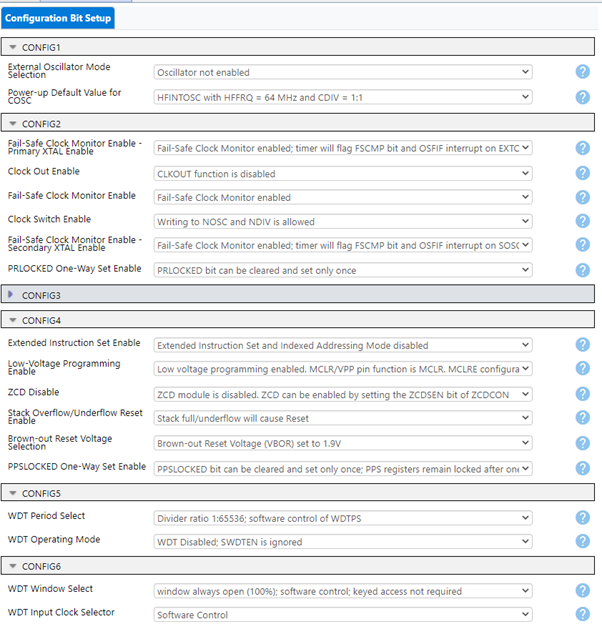 Configuration Bit Setup
CONFIG1
External Oscillator Mode
Selection
Oscillator not enabled
Power-up Default Value for
COSC
HFINTOSC with HFFRQ = 64 MHz and CDIV = 1:1
CONFIG2
Fail-Safe Clock Monitor Enable -
Primary XTAL Enable
Fail-Safe Clock Monitor enabled; timer will flag FSCMP bit and OSFIF interrupt on EXTC
Clock Out Enable
CLKOUT function is disabled
Fail-Safe Clock Monitor Enable
Fail-Safe Clock Monitor enabled
Clock Switch Enable
Writing to NOSC and NDIV is allowed
Fail-Safe Clock Monitor Enable -
Secondary XTAL Enable
Fail-Safe Clock Monitor enabled; timer will flag FSCMP bit and OSFIF interrupt on SOSC
PRLOCKED One-Way Set Enable
PRLOCKED bit can be cleared and set only once
CONFIG3
CONFIG4
Extended Instruction Set Enable
Extended Instruction Set and Indexed Addressing Mode disabled
Low-Voltage Programming
Enable
Low voltage programming enabled. MCLR/VPP pin function is MCLR. MCLRE configura
ZCD Disable
ZCD module is disabled. ZCD can be enabled by setting the ZCDSEN bit of ZCDCON
Stack Overflow/Underflow Reset
Enable
Stack full/underflow will cause Reset
Brown-out Reset Voltage
Selection
Brown-out Reset Voltage (VBOR) set to 1.9V
PPSLOCKED One-Way Set Enable
PPSLOCKED bit can be cleared and set only once; PPS registers remain locked after one
CONFIG5
WDT Period Select
Divider ratio 1:65536; software control of WDTPS
WDT Operating Mode
WDT Disabled; SWDTEN is ignored
CONFIG6
WDT Window Select
window always open (100%); software control; keyed access not required
WDT Input Clock Selector
Software Control